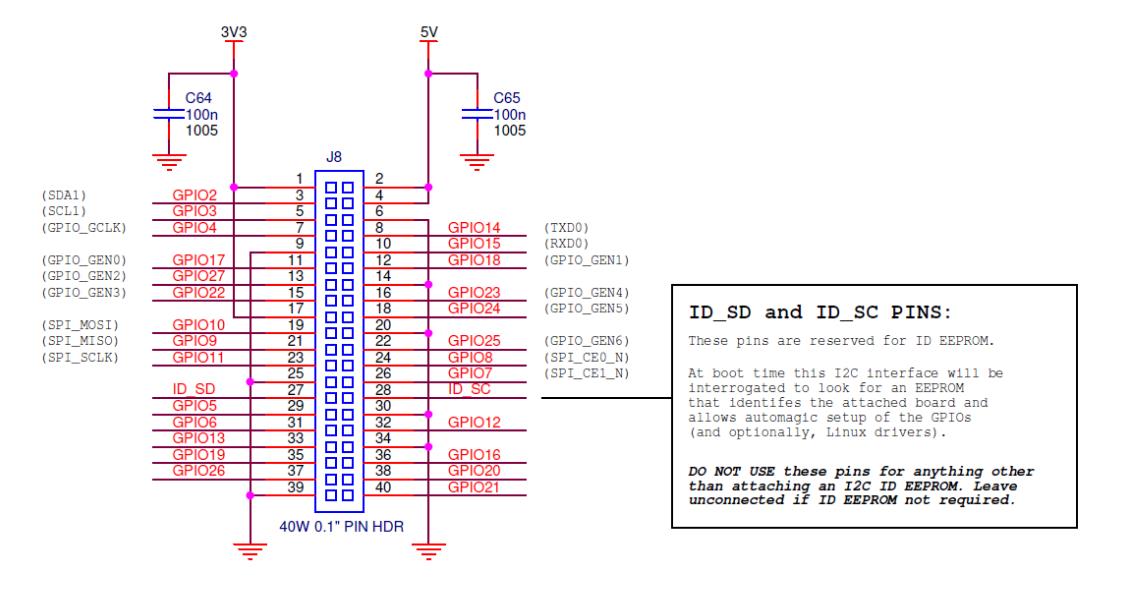 3V3
5V
C64
100n
1005
C65
100n
1005
J8
1 2
(SDA1) GPIO2 3 4
(SCL1) GPIO3 5 6
(GPIO_GCLK) GPIO4 7 8 GPIO14 (TXD0)
9 10 GPIO15 (RXD0)
(GPIO_GEN0) GPIO17 11 12 GPIO18 (GPIO_GEN1)
(GPIO_GEN2) GPIO27 13 14
(GPIO_GEN3) GPIO22 15 16 GPIO23 (GPIO_GEN4)
17 18 GPIO24 (GPIO_GEN5)
(SPI_MOSI) GPIO10 19 20
(SPI_MISO) GPIO9 21 22 GPIO25 (GPIO_GEN6)
(SPI_SCLK) GPIO11 23 24 GPIO8 (SPI_CE0_N)
25 26 GPIO7 (SPI_CE1_N)
ID_SD 27 28 ID_SC
GPIO5 29 30
GPIO6 31 32 GPIO12
GPIO13 33 34
GPIO19 35 36 GPIO16
GPIO26 37 38 GPIO20
39 40 GPIO21
40W 0.1" PIN HDR
ID_SD and ID_SC PINS:
These pins are reserved for ID EEPROM.
At boot time this I2C interface will be
interrogated to look for an EEPROM
that identifes the attached board and
allows automagic setup of the GPIOs
(and optionally, Linux drivers).
DO NOT USE these pins for anything other
than attaching an I2C ID EEPROM. Leave
unconnected if ID EEPROM not required.